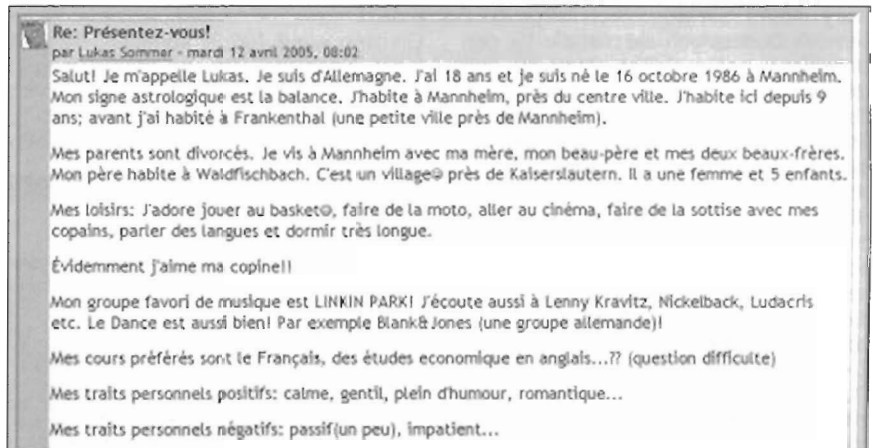 Re: Présentez-vous!
par Lukas Sommer - mardi 12 avril 2005, 08:02
Salut! Je m'appelle Lukas. Je suis d'Allemagne. J'ai 18 ans et je suis né le 16 octobre 1986 à Mannheim.
Mon signe astrologique est la balance. J'habite à Mannheim, près du centre ville. J'habite ici depuis 9
ans; avant j'ai habité à Frankenthal (une petite ville près de Mannheim).
Mes parents sont divorcés. Je vis à Mannheim avec ma mère, mon beau-père et mes deux beaux-frères.
Mon père habite à Waldfischbach. C'est un village☺ près de Kaiserslautern. Il a une femme et 5 enfants.
Mes loisirs: J'adore jouer au basket☺, faire de la moto, aller au cinéma, faire de la sottise avec mes
copains, parler des langues et dormir très longue.
Évidemment j'aime ma copine!!
Mon groupe favori de musique est LINKIN PARK! J'écoute aussi à Lenny Kravitz, Nickelback, Ludacris
etc. Le Dance est aussi bien! Par exemple Blank&Jones (une groupe allemande)!
Mes cours préférés sont le Français, des études economique en anglais...?? (question difficulte)
Mes traits personnels positifs: calme, gentil, plein d'humour, romantique...
Mes traits personnels négatifs: passif(un peu), impatient...